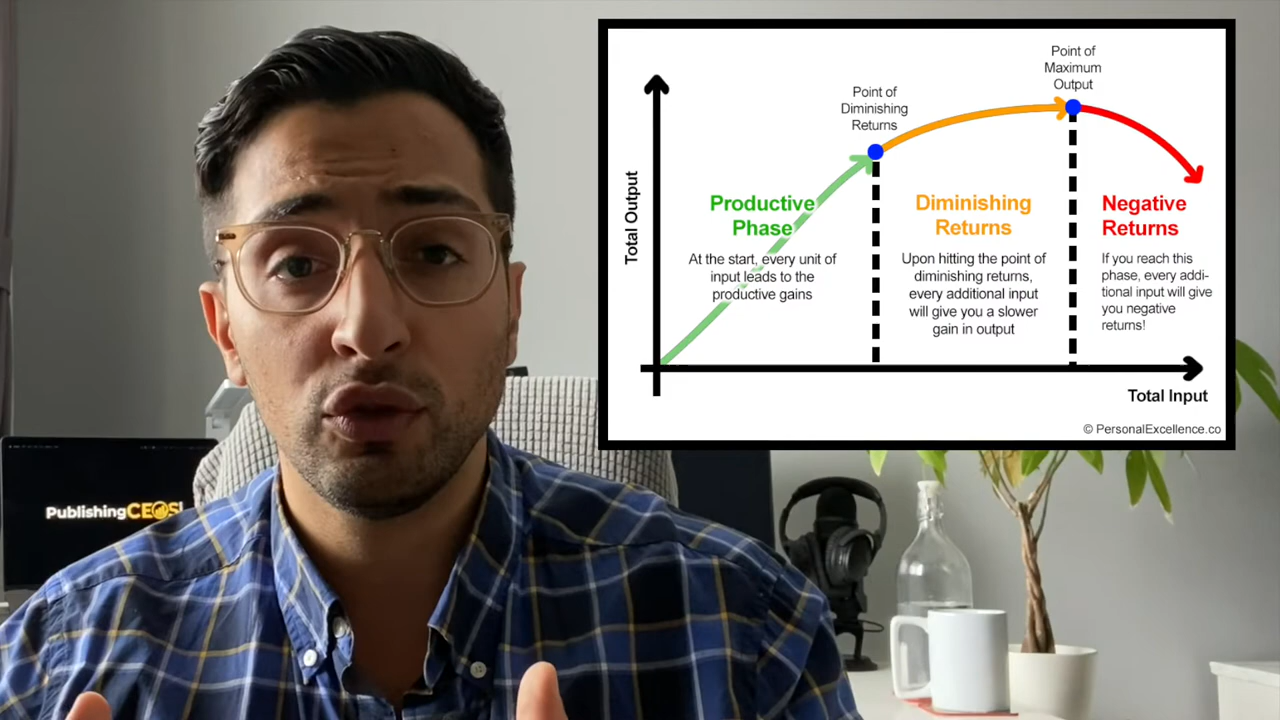 Point of
Maximum
Output
Point of
Diminishing
Returns
Total Output
Productive
Phase
At the start, every unit of
input leads to the
productive gains
Diminishing
Returns
Upon hitting the point of
diminishing returns,
every additional input
will give you a slower
gain in output
Negative
Returns
If you reach this
phase, every addi-
tional input will give
you negative
returns!
Total Input
© PersonalExcellence.co
PublishingCEOS!